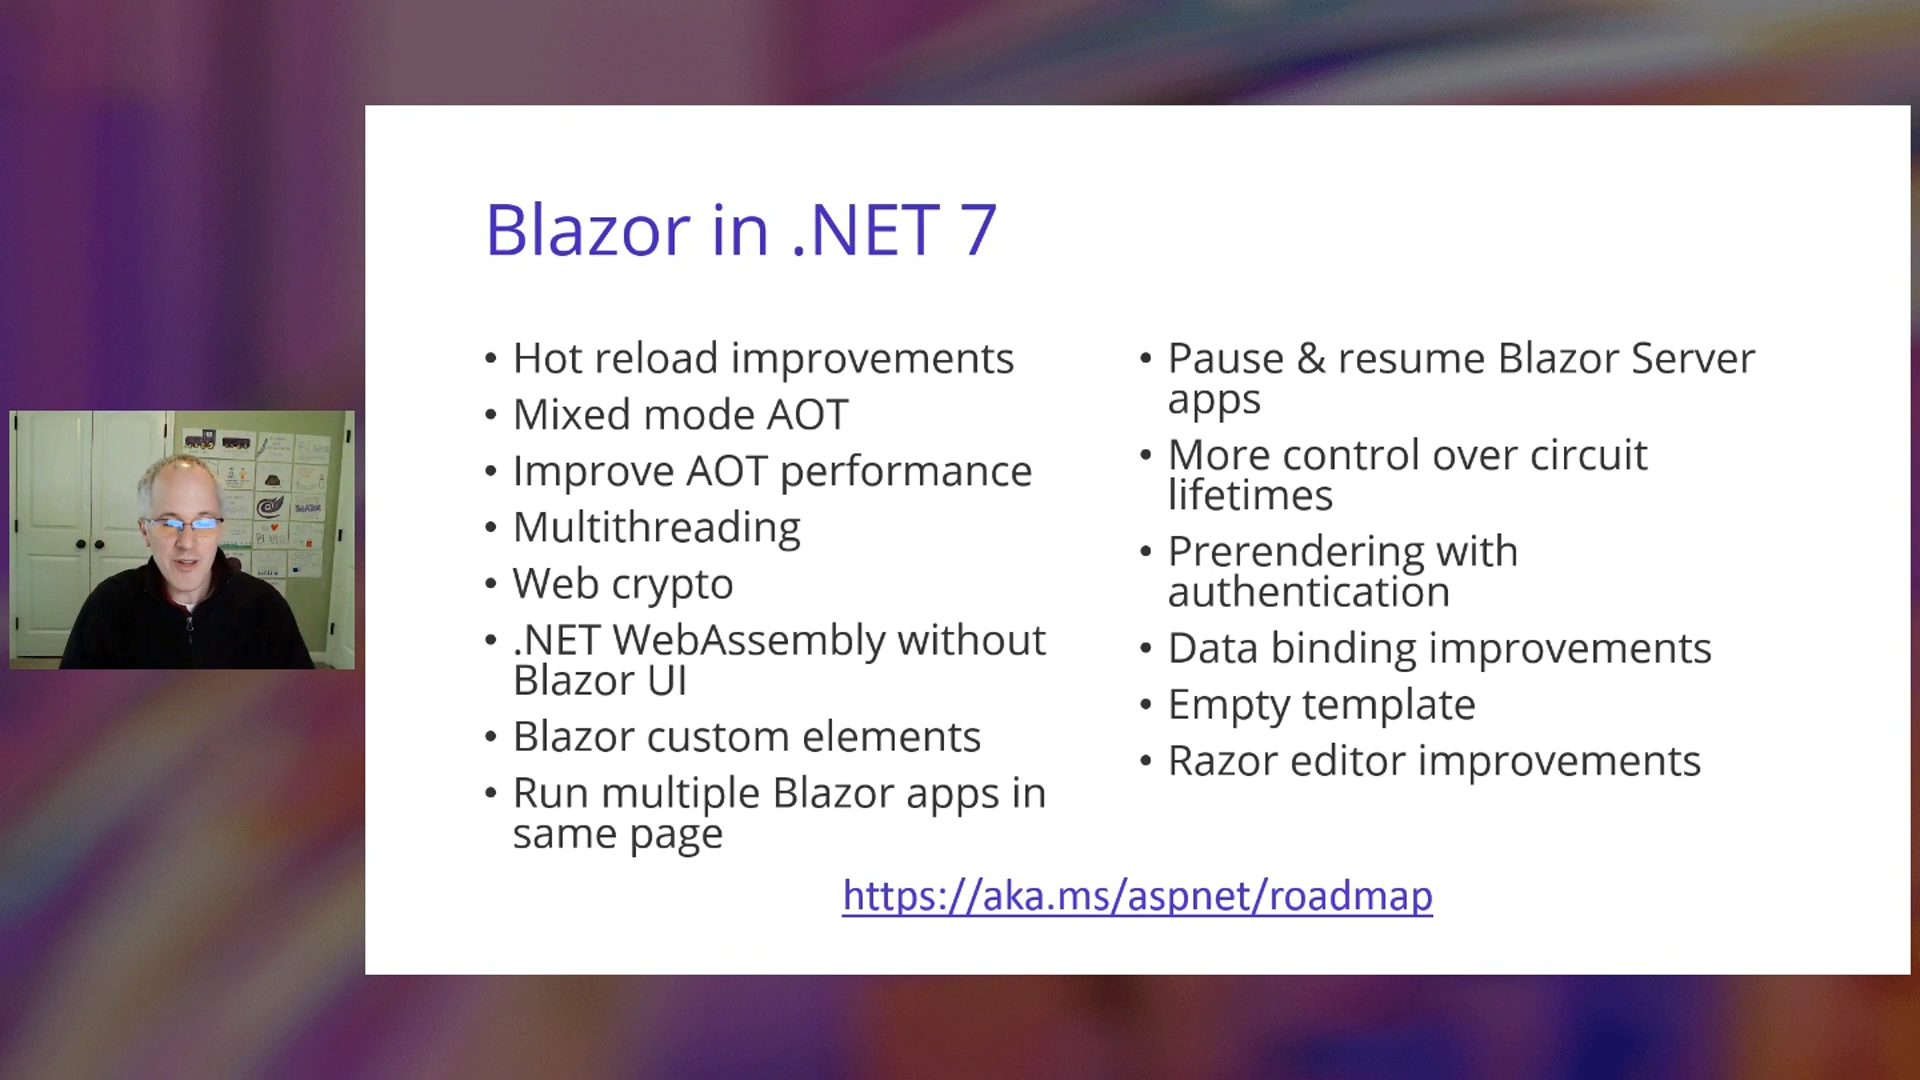 Blazor in .NET 7
• Hot reload improvements
• Mixed mode AOT
• Improve AOT performance
• Multithreading
• Web crypto
• .NET WebAssembly without
Blazor UI
• Blazor custom elements
• Run multiple Blazor apps in
same page
• Pause & resume Blazor Server
apps
• More control over circuit
lifetimes
• Prerendering with
authentication
• Data binding improvements
• Empty template
• Razor editor improvements
https://aka.ms/aspnet/roadmap